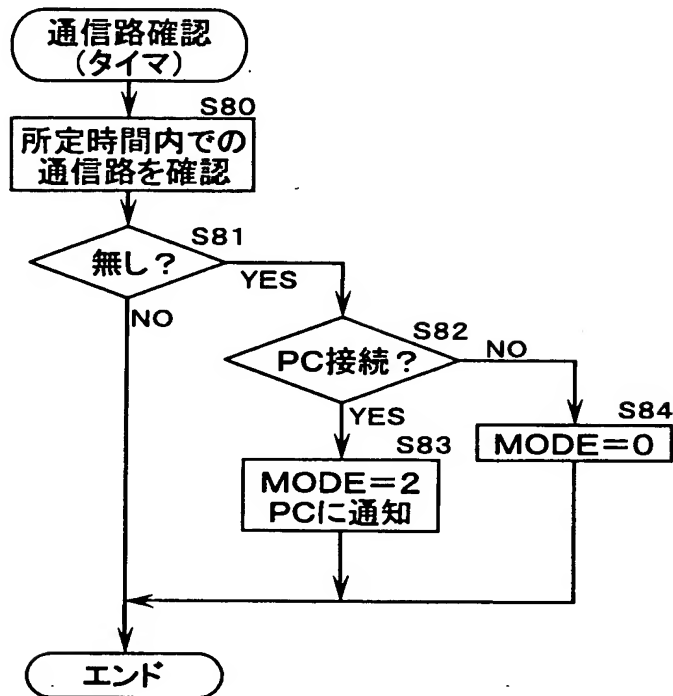 通信路確認
(タイマ)
S80
所定時間内での
通信路を確認
S81
無し?
YES
NO
S82
PC接続?
NO
YES
S84
MODE=0
S83
MODE=2
PCに通知
エンド